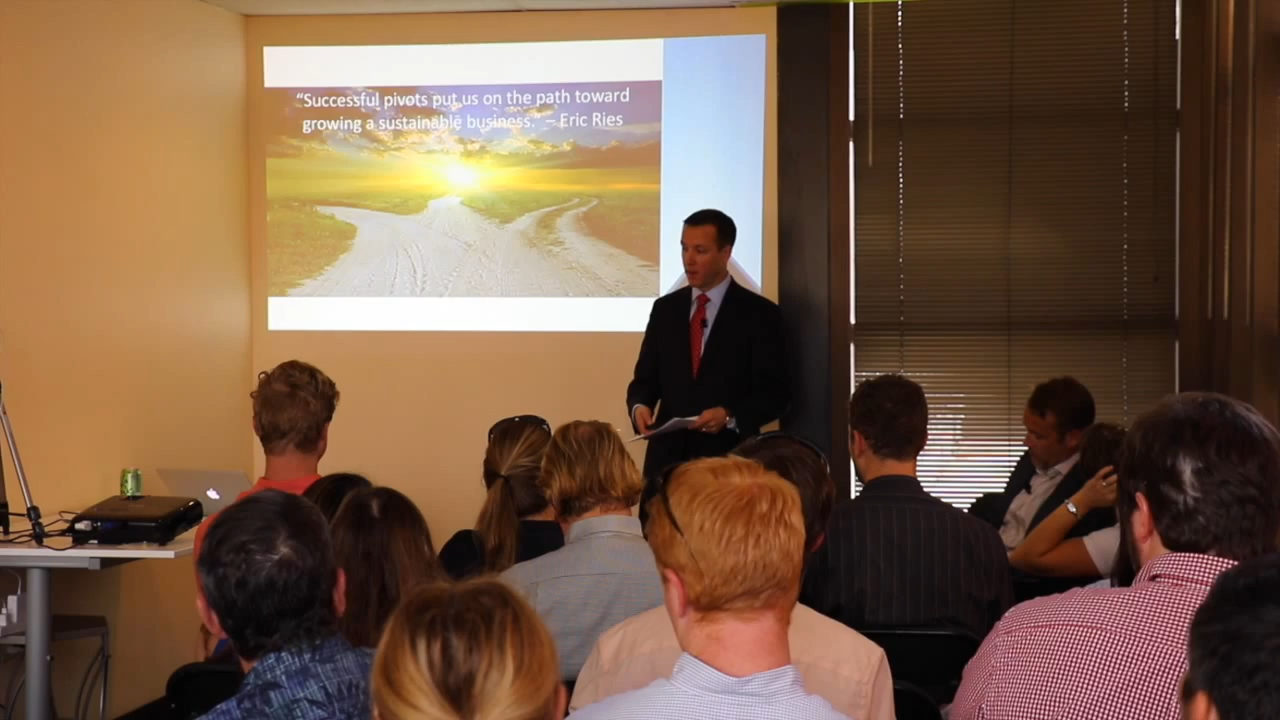 “Successful pivots put us on the path toward
growing a sustainable business.” – Eric Ries